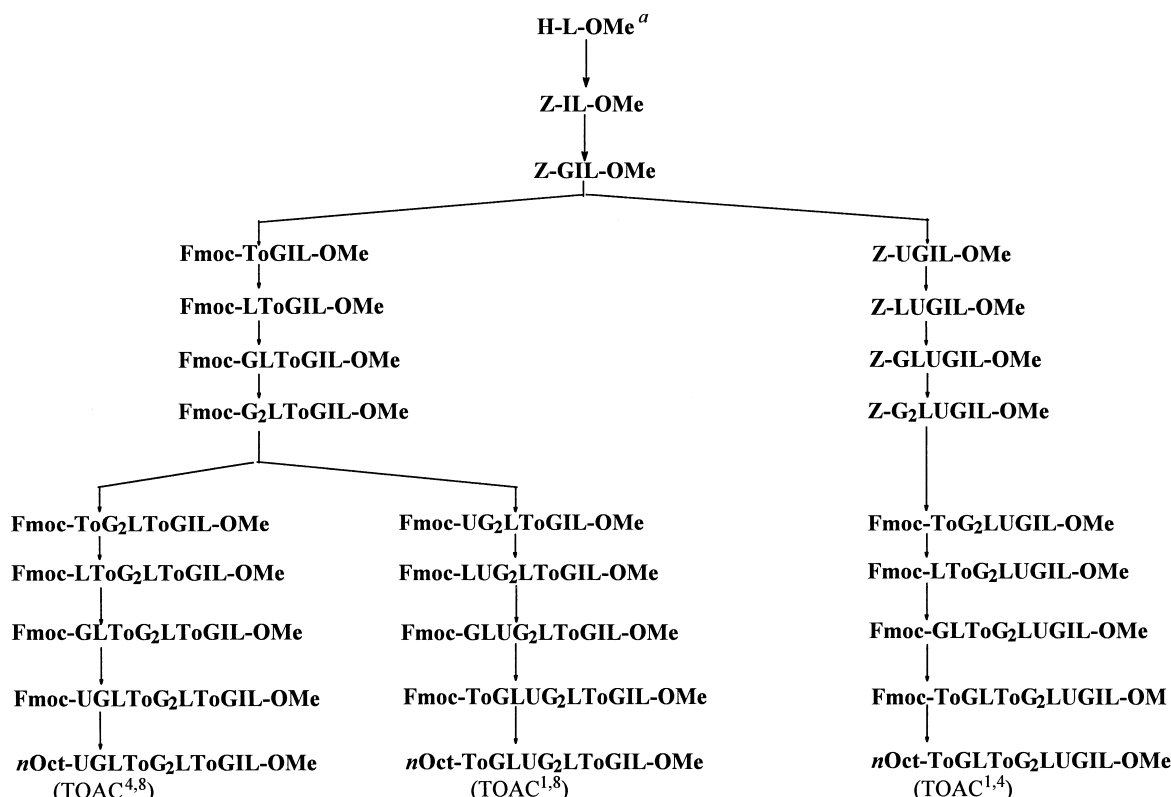 H-L-OMe a
Z-IL-OMe
Z-GIL-OMe
Fmoc-ToGIL-OMe
Z-UGIL-OMe
Fmoc-LToGIL-OMe
Z-LUGIL-OMe
Fmoc-GLToGIL-OMe
Z-GLUGIL-OMe
Fmoc-G2LToGIL-OMe
Z-G2LUGIL-OMe
Fmoc-ToG2LToGIL-OMe
Fmoc-UG2LToGIL-OMe
Fmoc-ToG2LUGIL-OMe
Fmoc-LToG2LToGIL-OMe
Fmoc-LUG2LToGIL-OMe
Fmoc-LToG2LUGIL-OMe
Fmoc-GLToG2LToGIL-OMe
Fmoc-GLUG2LToGIL-OMe
Fmoc-GLToG2LUGIL-OMe
Fmoc-UGLToG2LToGIL-OMe
Fmoc-ToGLUG2LToGIL-OMe
Fmoc-ToGLToG2LUGIL-OM
nOct-UGLToG2LToGIL-OMe
nOct-ToGLUG2LToGIL-OMe
nOct-ToGLToG2LUGIL-OMe
(TOAC4,8)
(TOAC1,8)
(TOAC1,4)